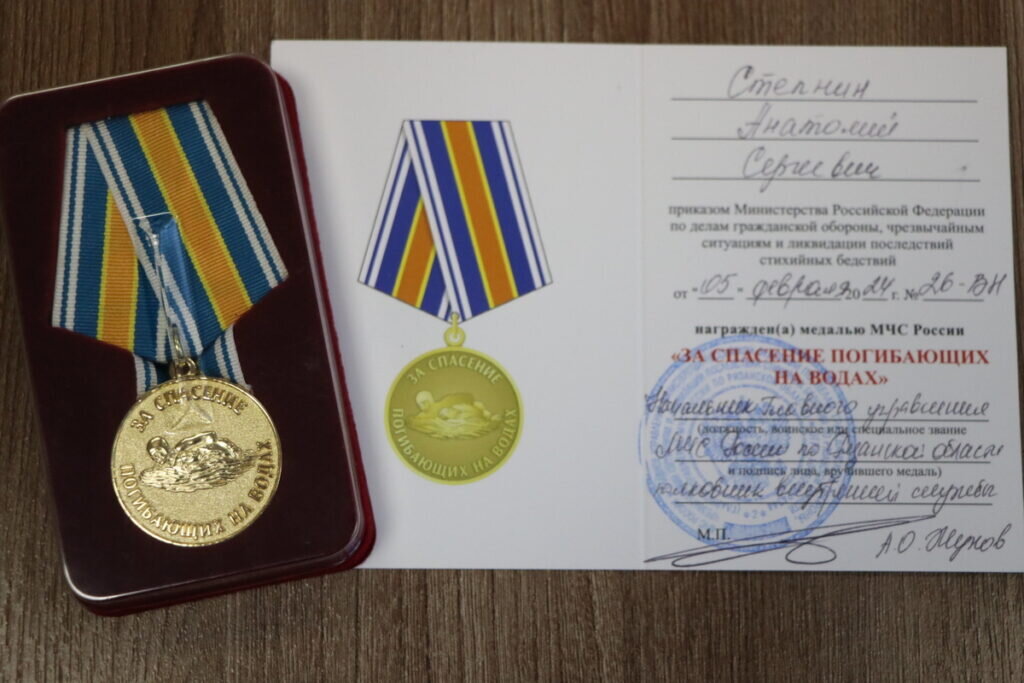 ЗА СПАСЕНИЕ
ПОГИБАЮЩИХ НА ВОДАХ
ЗА СПАСЕНИЕ
ПОГИБАЮЩИХ НА ВОДАХ
Степнин
Анатолий
Сергеевич
приказом Министерства Российской Федерации
по делам гражданской обороны, чрезвычайным
ситуациям и ликвидации последствий
стихийных бедствий
от "05" февраля 2024 г. № 26-ВН
награжден(а) медалью МЧС России
«ЗА СПАСЕНИЕ ПОГИБАЮЩИХ
НА ВОДАХ»
Начальник Главного управления
(должность, воинское или специальное звание
МЧС России по Рязанской области
и подпись лица, вручившего медаль)
полковник внутренней службы
М.П.
А.О.